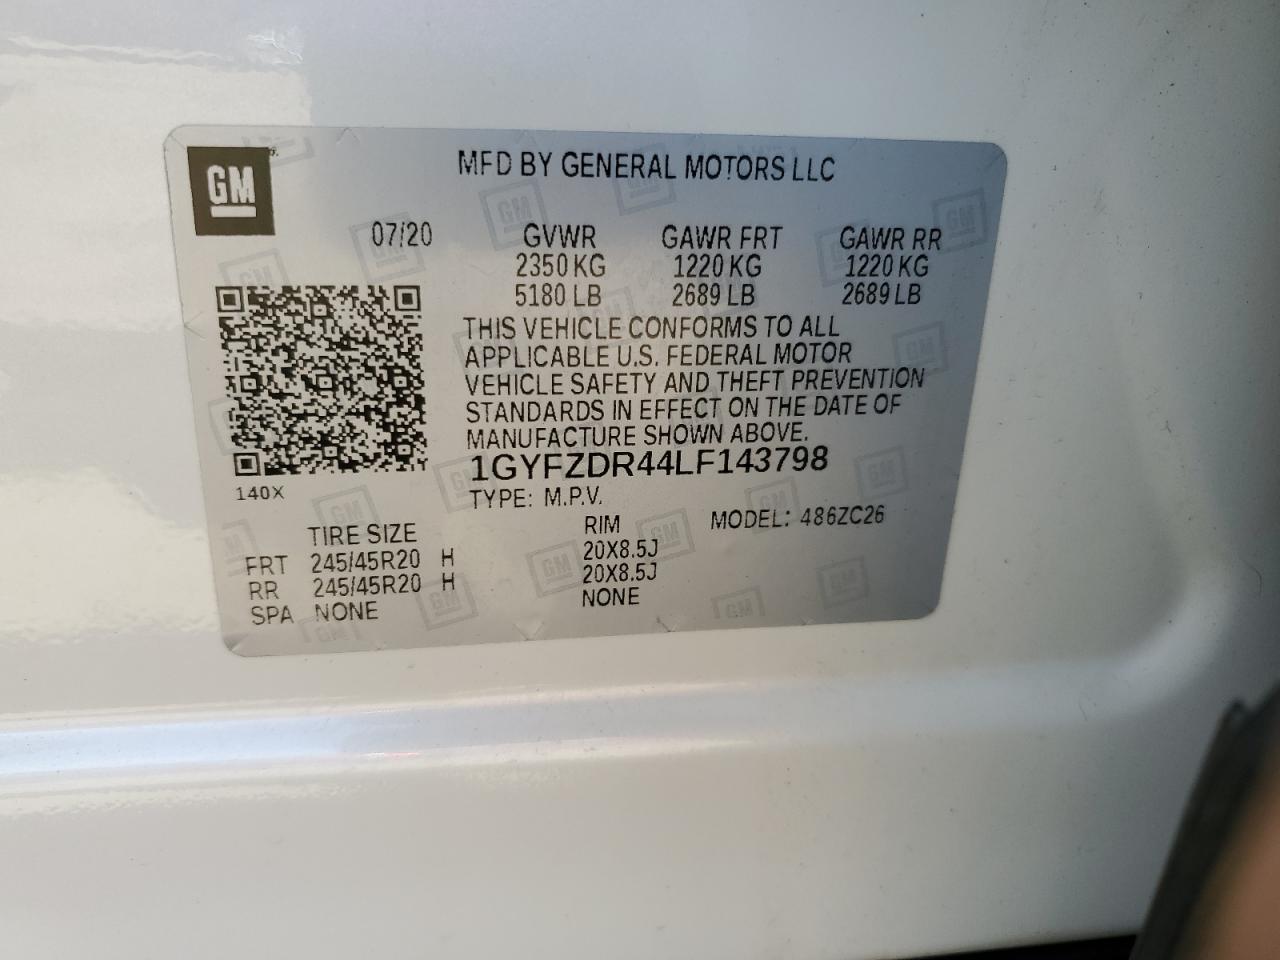 GM
MFD BY GENERAL MOTORS LLC
07/20 GVWR GAWR FRT GAWR RR
2350 KG 1220 KG 1220 KG
5180 LB 2689 LB 2689 LB
THIS VEHICLE CONFORMS TO ALL
APPLICABLE U.S. FEDERAL MOTOR
VEHICLE SAFETY AND THEFT PREVENTION
STANDARDS IN EFFECT ON THE DATE OF
MANUFACTURE SHOWN ABOVE.
1GYFZDR44LF143798
140X
TYPE: M.P.V.
MODEL: 486ZC26
TIRE SIZE RIM
FRT 245/45R20 H 20X8.5J
RR 245/45R20 H 20X8.5J
SPA NONE NONE